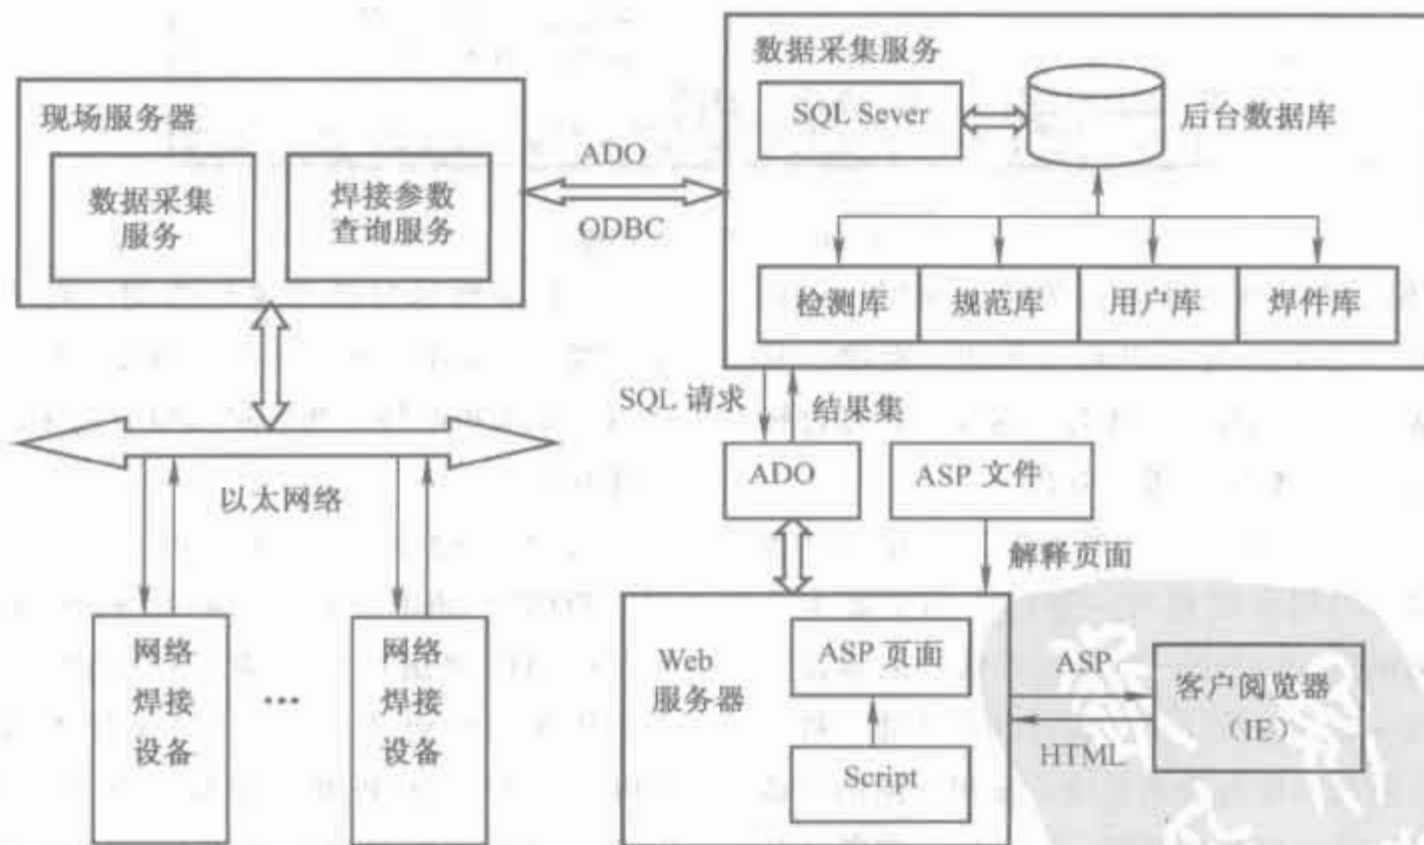 现场服务器
数据采集
服务
焊接参数
查询服务
ADO
ODBC
数据采集服务
SQL Sever
后台数据库
检测库
规范库
用户库
焊件库
SQL 请求
结果集
ADO
ASP 文件
解释页面
以太网络
网络
焊接
设备
...
网络
焊接
设备
Web
服务器
ASP 页面
Script
ASP
HTML
客户阅览器
（IE）